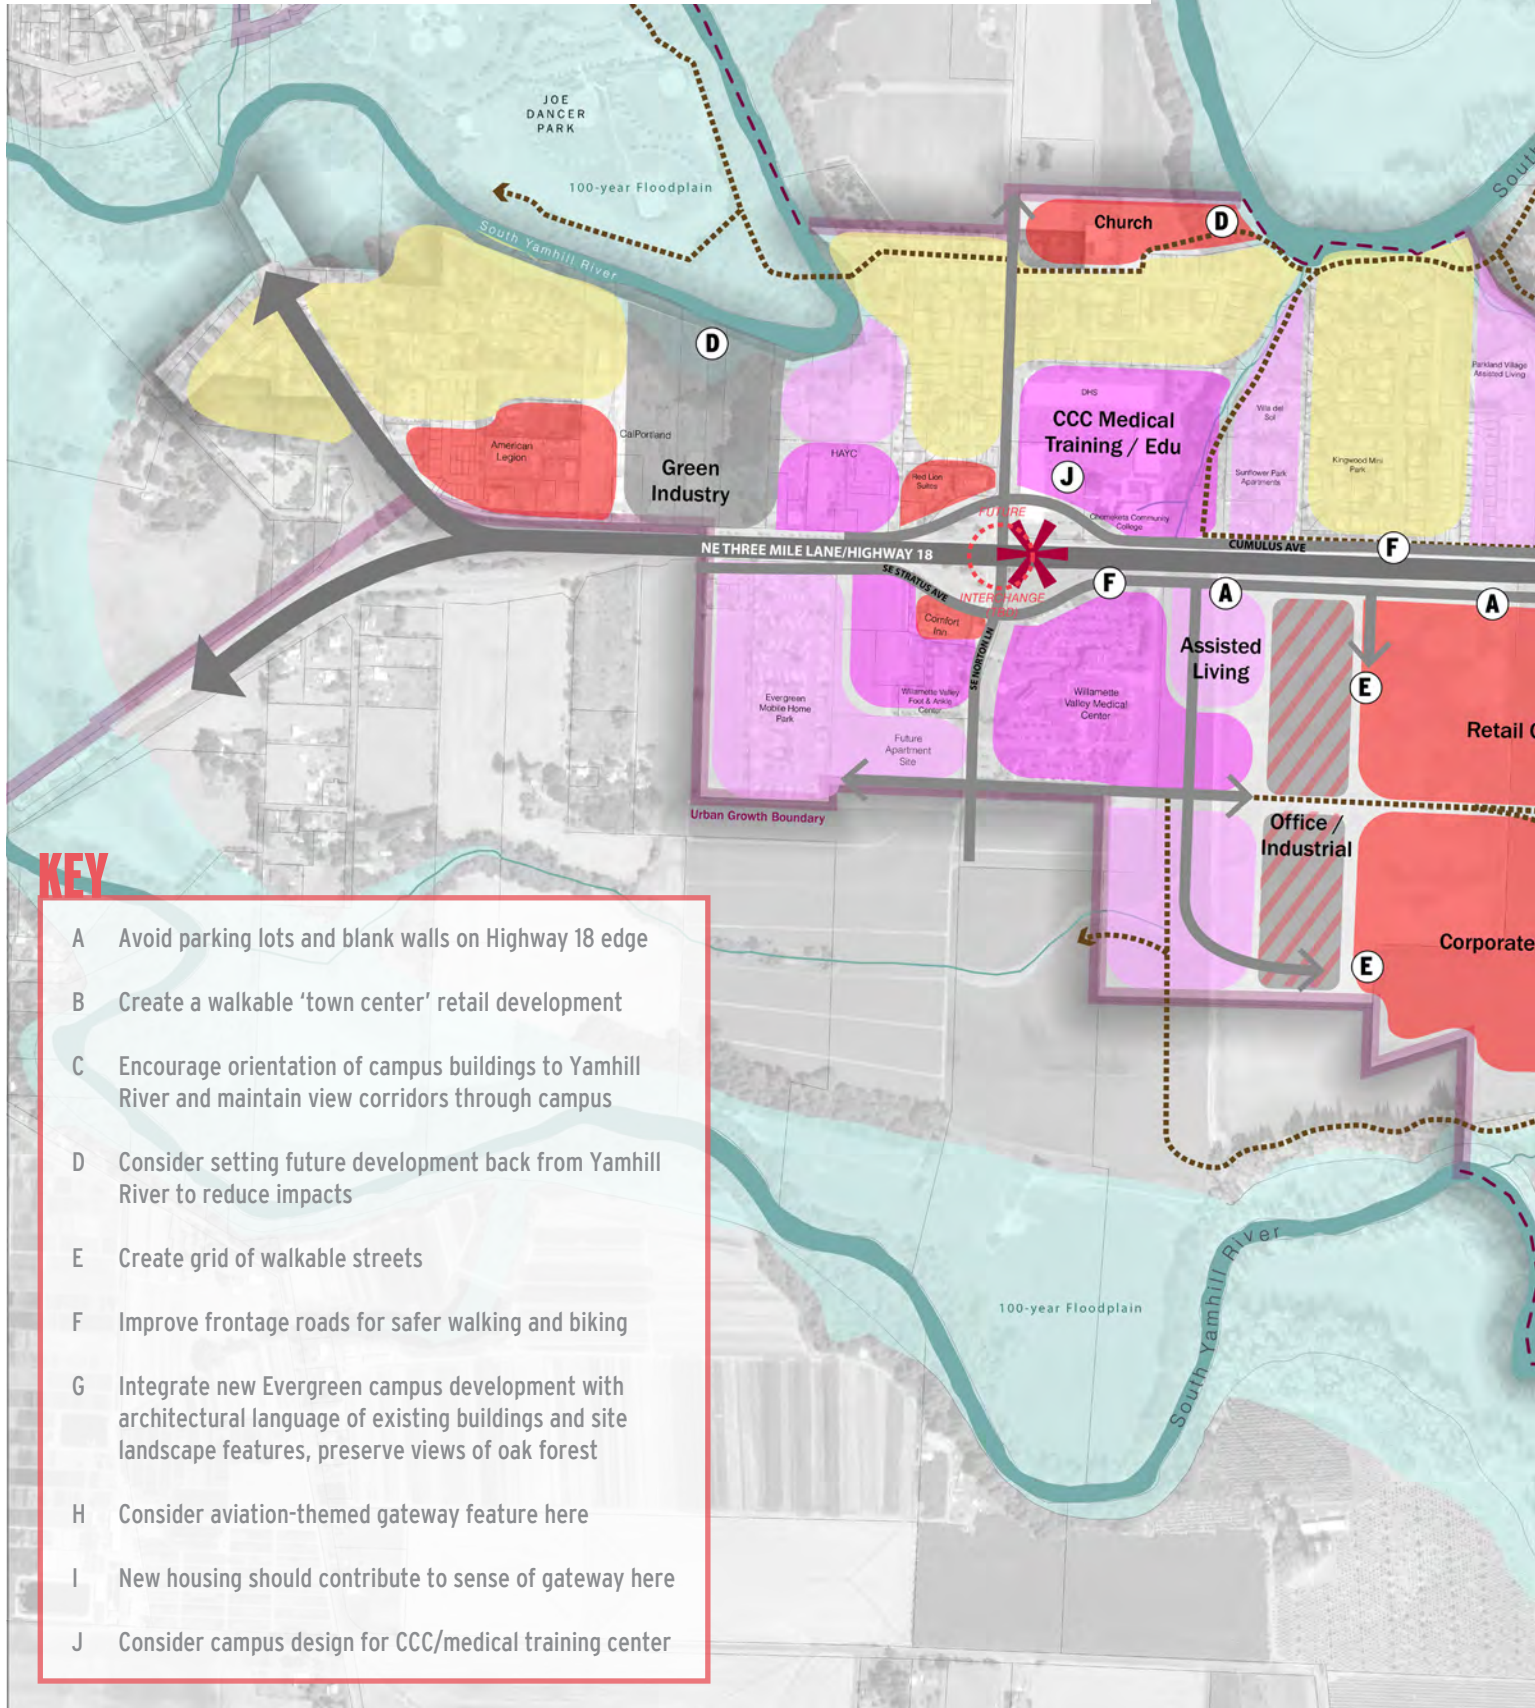 JOE
DANCER
PARK
100-year Floodplain
South Yamhill River
South
Church
D
D
DHS
CCC Medical
Training / Edu
J
Villa del
Sol
Parkland Village
Assisted Living
American
Legion
CalPortland
Green
Industry
HAYC
Red Lion
Suites
Sunflower Park
Apartments
Kingwood Mini
Park
Chemeketa Community
College
FUTURE
INTERCHANGE
NE THREE MILE LANE/HIGHWAY 18
CUMULUS AVE
F
SE STRATUS AVE
F
A
A
Comfort
Inn
SE NORTON LN
Assisted
Living
E
Evergreen
Mobile Home
Park
Willamette Valley
Foot & Ankle
Center
Willamette
Valley Medical
Center
Retail
Future
Apartment
Site
Urban Growth Boundary
Office /
Industrial
Corporate
E
100-year Floodplain
South Yamhill River
KEY
A Avoid parking lots and blank walls on Highway 18 edge
B Create a walkable ‘town center’ retail development
C Encourage orientation of campus buildings to Yamhill
River and maintain view corridors through campus
D Consider setting future development back from Yamhill
River to reduce impacts
E Create grid of walkable streets
F Improve frontage roads for safer walking and biking
G Integrate new Evergreen campus development with
architectural language of existing buildings and site
landscape features, preserve views of oak forest
H Consider aviation-themed gateway feature here
I New housing should contribute to sense of gateway here
J Consider campus design for CCC/medical training center